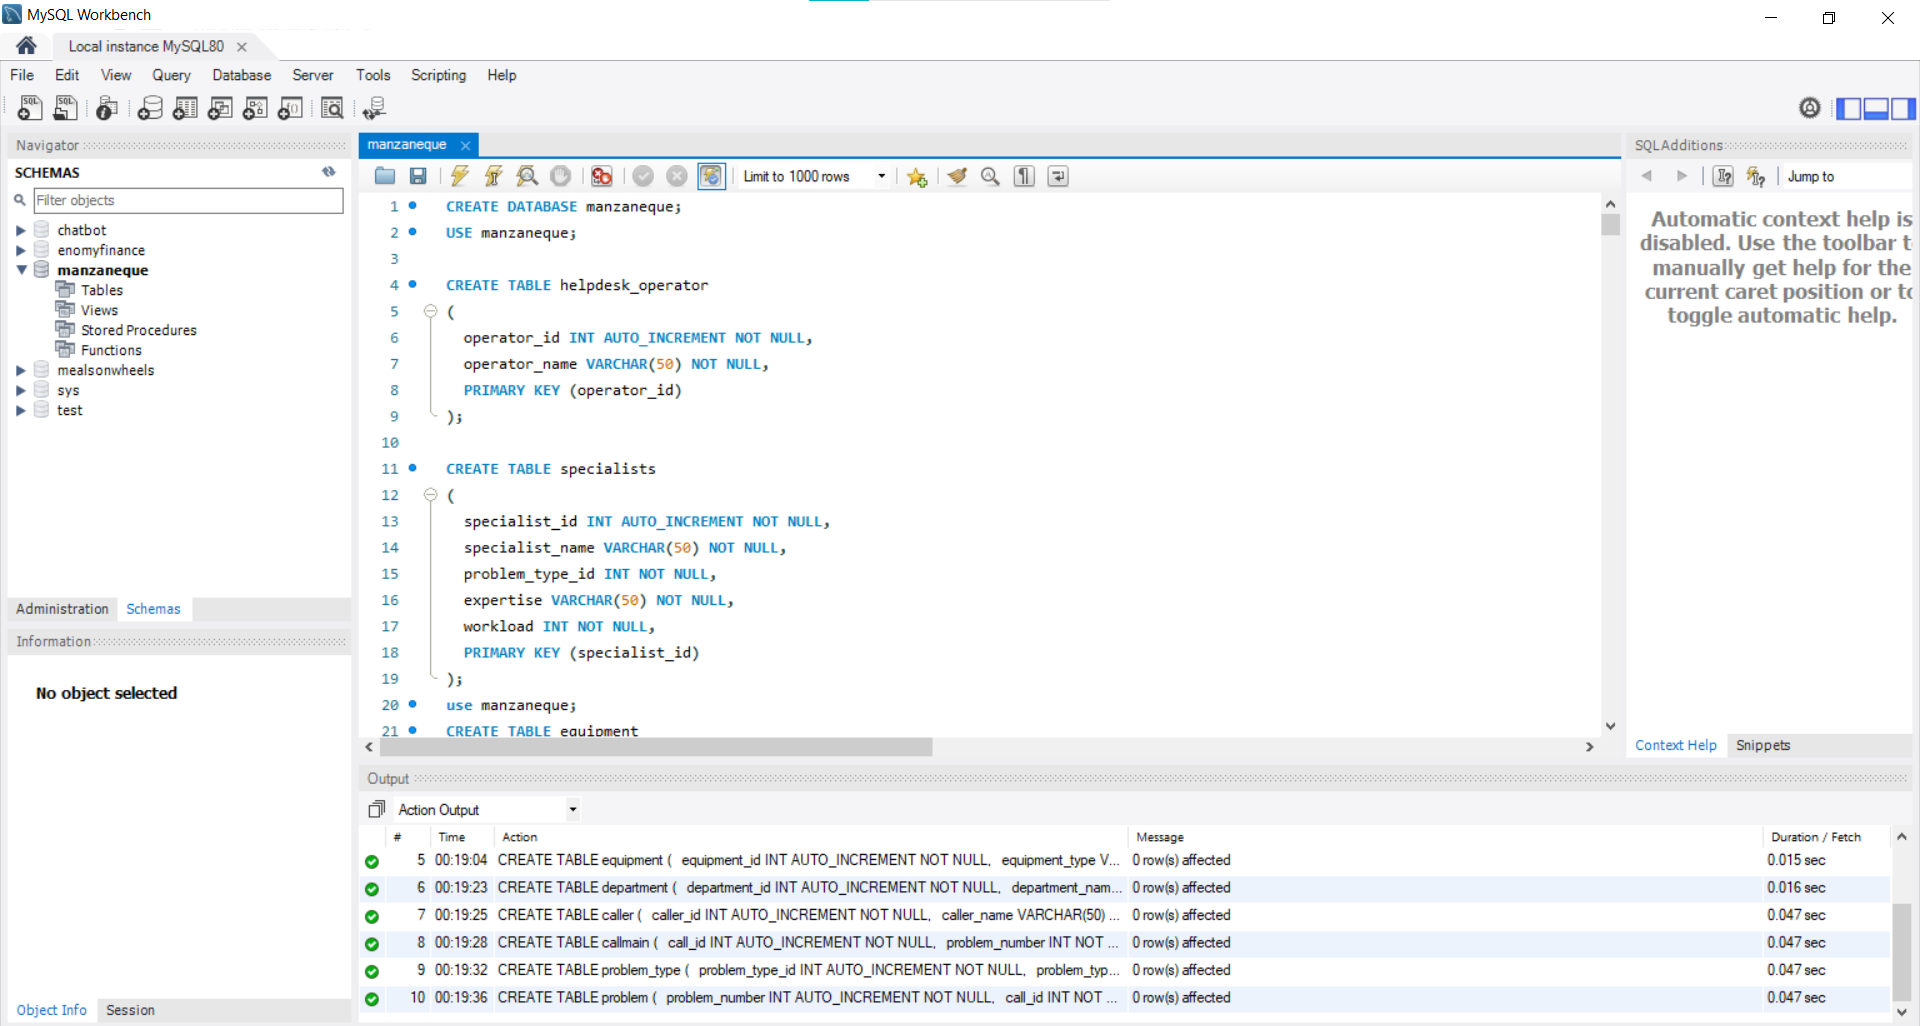 MySQL Workbench
Local instance MySQL80
File Edit View Query Database Server Tools Scripting Help
Navigator
SCHEMAS
Filter objects
chatbot
enomyfinance
manzaneque
Tables
Views
Stored Procedures
Functions
mealsonwheels
sys
test
Administration Schemas
Information
No object selected
Object Info Session
manzaneque
Limit to 1000 rows
1 CREATE DATABASE manzaneque;
2 USE manzaneque;
3
4 CREATE TABLE helpdesk_operator
5 (
6 operator_id INT AUTO_INCREMENT NOT NULL,
7 operator_name VARCHAR(50) NOT NULL,
8 PRIMARY KEY (operator_id)
9 );
10
11 CREATE TABLE specialists
12 (
13 specialist_id INT AUTO_INCREMENT NOT NULL,
14 specialist_name VARCHAR(50) NOT NULL,
15 problem_type_id INT NOT NULL,
16 expertise VARCHAR(50) NOT NULL,
17 workload INT NOT NULL,
18 PRIMARY KEY (specialist_id)
19 );
20 use manzaneque;
21 CREATE TABLE equipment
SQLAdditions
Jump to
Automatic context help is
disabled. Use the toolbar t
manually get help for the
current caret position or to
toggle automatic help.
Context Help Snippets
Output
Action Output
# Time Action Message Duration / Fetch
5 00:19:04 CREATE TABLE equipment ( equipment_id INT AUTO_INCREMENT NOT NULL, equipment_type V... 0 row(s) affected 0.015 sec
6 00:19:23 CREATE TABLE department ( department_id INT AUTO_INCREMENT NOT NULL, department_nam... 0 row(s) affected 0.016 sec
7 00:19:25 CREATE TABLE caller ( caller_id INT AUTO_INCREMENT NOT NULL, caller_name VARCHAR(50) ... 0 row(s) affected 0.047 sec
8 00:19:28 CREATE TABLE callmain ( call_id INT AUTO_INCREMENT NOT NULL, problem_number INT NOT ... 0 row(s) affected 0.047 sec
9 00:19:32 CREATE TABLE problem_type ( problem_type_id INT AUTO_INCREMENT NOT NULL, problem_typ... 0 row(s) affected 0.047 sec
10 00:19:36 CREATE TABLE problem ( problem_number INT AUTO_INCREMENT NOT NULL, call_id INT NOT ... 0 row(s) affected 0.047 sec